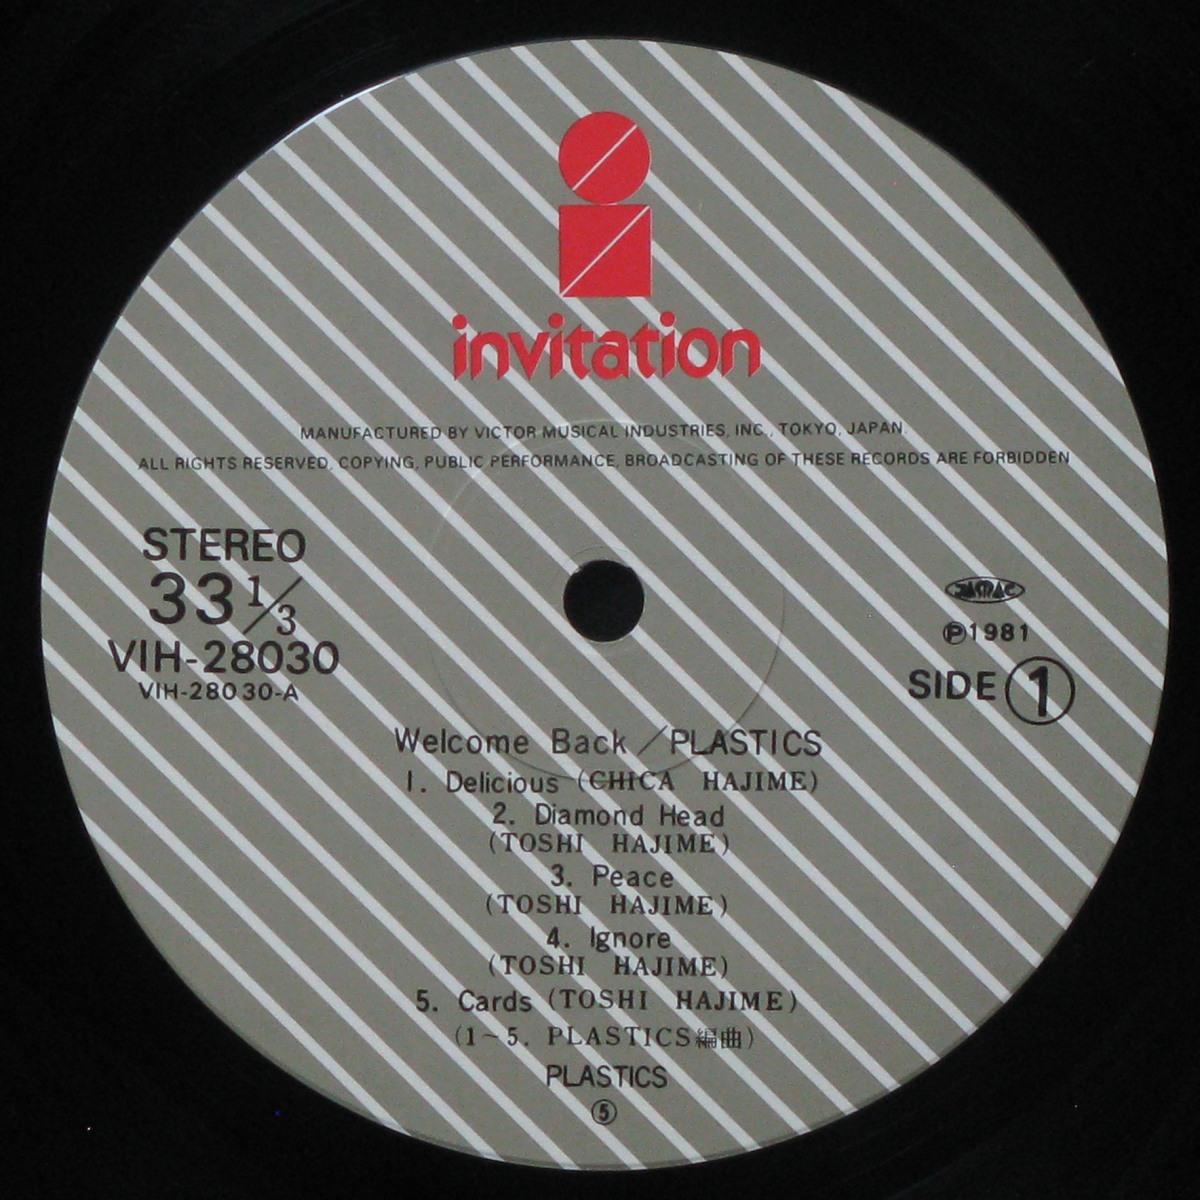 invitation
MANUFACTURED BY VICTOR MUSICAL INDUSTRIES, INC., TOKYO, JAPAN.
ALL RIGHTS RESERVED, COPYING, PUBLIC PERFORMANCE, BROADCASTING OF THESE RECORDS ARE FORBIDDEN
STEREO
33 1/3
VIH-28030
VIH-28030-A
JASRAC
Ⓟ1981
SIDE ①
Welcome Back／PLASTICS
1. Delicious (CHICA HAJIME)
2. Diamond Head
(TOSHI HAJIME)
3. Peace
(TOSHI HAJIME)
4. Ignore
(TOSHI HAJIME)
5. Cards (TOSHI HAJIME)
(1～5. PLASTICS編曲)
PLASTICS
⑤